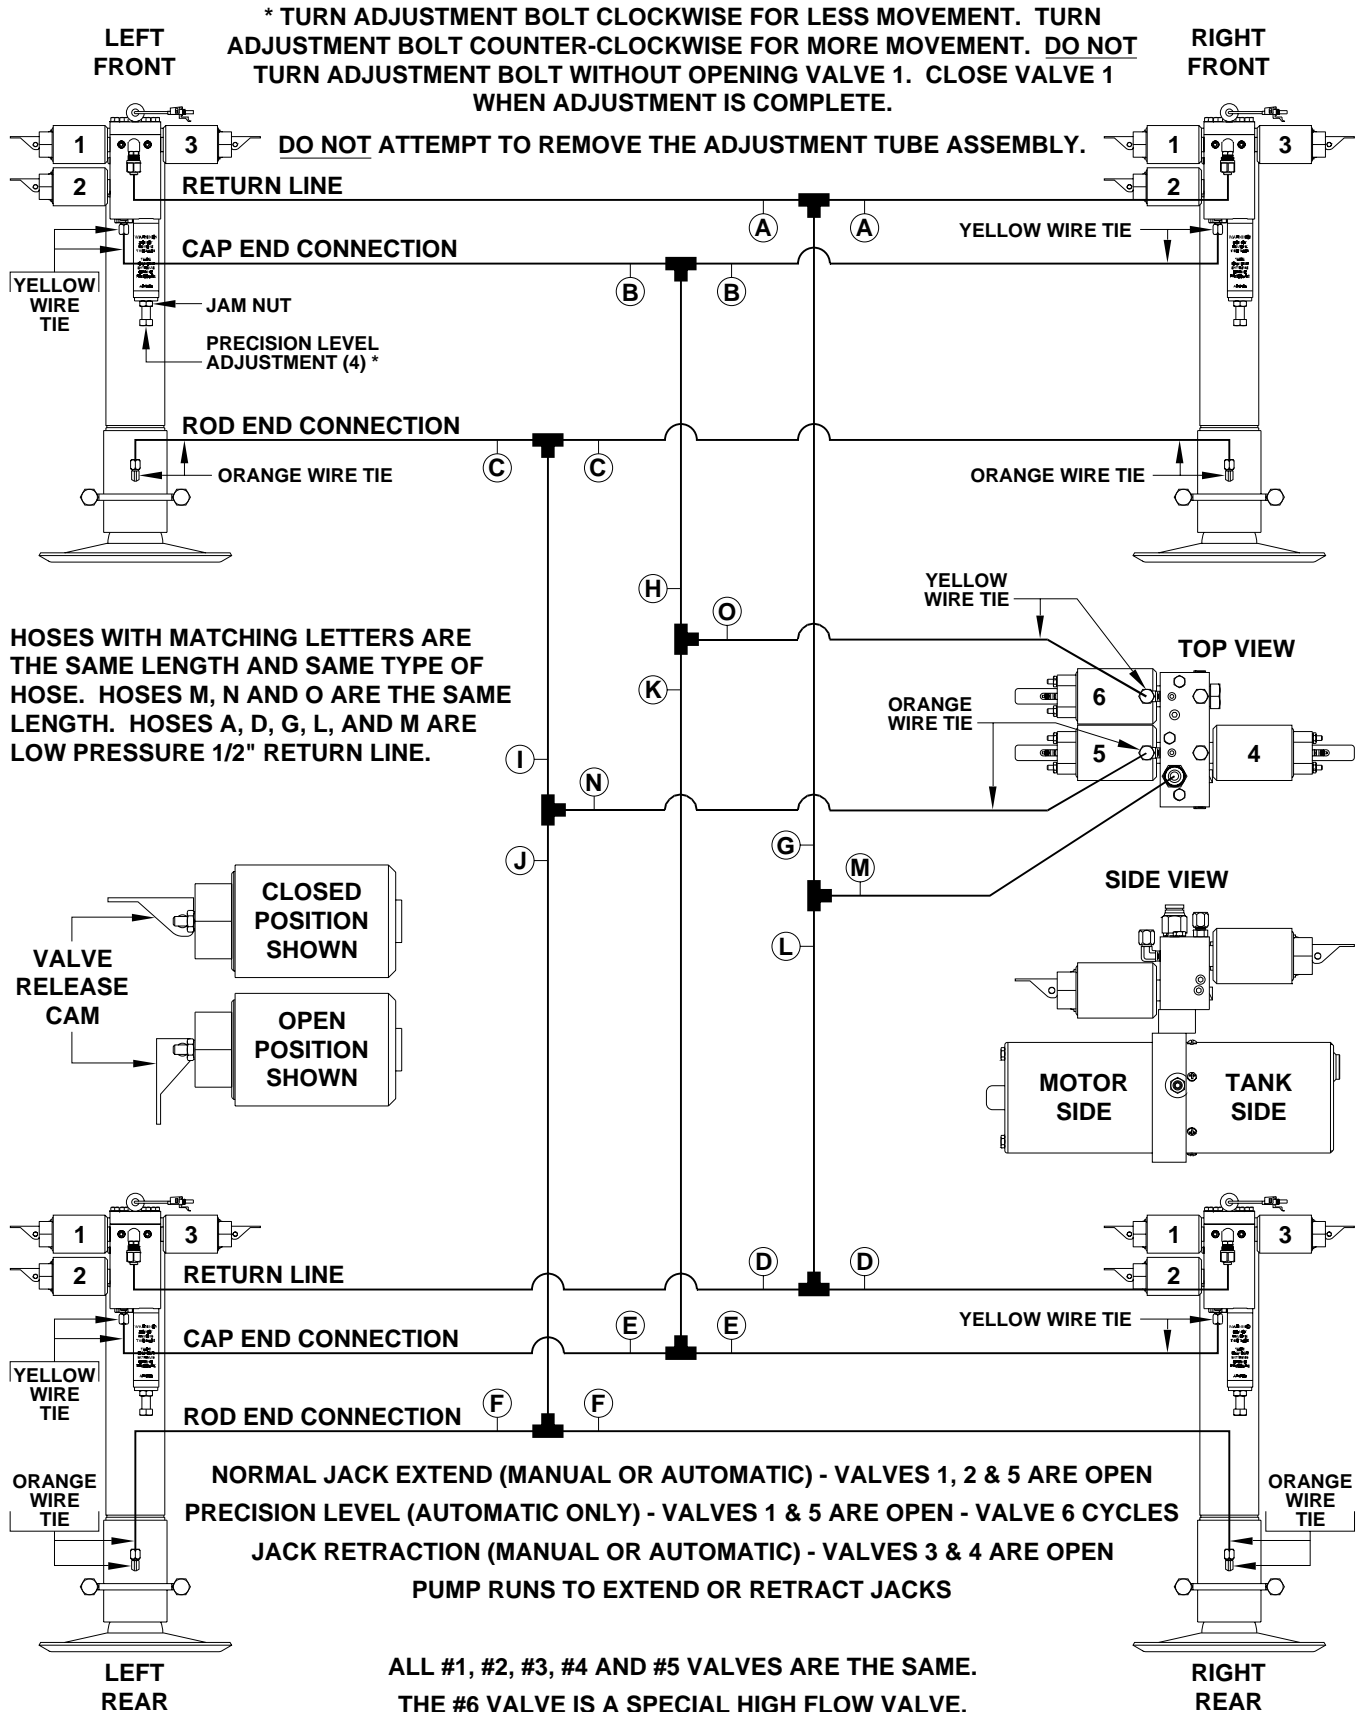 * TURN ADJUSTMENT BOLT CLOCKWISE FOR LESS MOVEMENT.  TURN
ADJUSTMENT BOLT COUNTER-CLOCKWISE FOR MORE MOVEMENT.  DO NOT
TURN ADJUSTMENT BOLT WITHOUT OPENING VALVE 1.  CLOSE VALVE 1
WHEN ADJUSTMENT IS COMPLETE.
DO NOT ATTEMPT TO REMOVE THE ADJUSTMENT TUBE ASSEMBLY.
LEFT
FRONT
RIGHT
FRONT
1
3
2
1
3
2
RETURN LINE
A
A
CAP END CONNECTION
YELLOW WIRE TIE
B
B
YELLOW
WIRE
TIE
JAM NUT
PRECISION LEVEL
ADJUSTMENT (4) *
ROD END CONNECTION
C
C
ORANGE WIRE TIE
ORANGE WIRE TIE
H
O
YELLOW
WIRE TIE
HOSES WITH MATCHING LETTERS ARE
THE SAME LENGTH AND SAME TYPE OF
HOSE.  HOSES M, N AND O ARE THE SAME
LENGTH.  HOSES A, D, G, L, AND M ARE
LOW PRESSURE 1/2" RETURN LINE.
TOP VIEW
K
6
ORANGE
WIRE TIE
5
4
I
N
J
G
M
SIDE VIEW
CLOSED
POSITION
SHOWN
VALVE
RELEASE
CAM
L
OPEN
POSITION
SHOWN
MOTOR
SIDE
TANK
SIDE
1
3
2
1
3
2
RETURN LINE
D
D
CAP END CONNECTION
E
E
YELLOW WIRE TIE
YELLOW
WIRE
TIE
ROD END CONNECTION
F
F
ORANGE
WIRE
TIE
ORANGE
WIRE
TIE
NORMAL JACK EXTEND (MANUAL OR AUTOMATIC) - VALVES 1, 2 & 5 ARE OPEN
PRECISION LEVEL (AUTOMATIC ONLY) - VALVES 1 & 5 ARE OPEN - VALVE 6 CYCLES
JACK RETRACTION (MANUAL OR AUTOMATIC) - VALVES 3 & 4 ARE OPEN
PUMP RUNS TO EXTEND OR RETRACT JACKS
LEFT
REAR
RIGHT
REAR
ALL #1, #2, #3, #4 AND #5 VALVES ARE THE SAME.
THE #6 VALVE IS A SPECIAL HIGH FLOW VALVE.